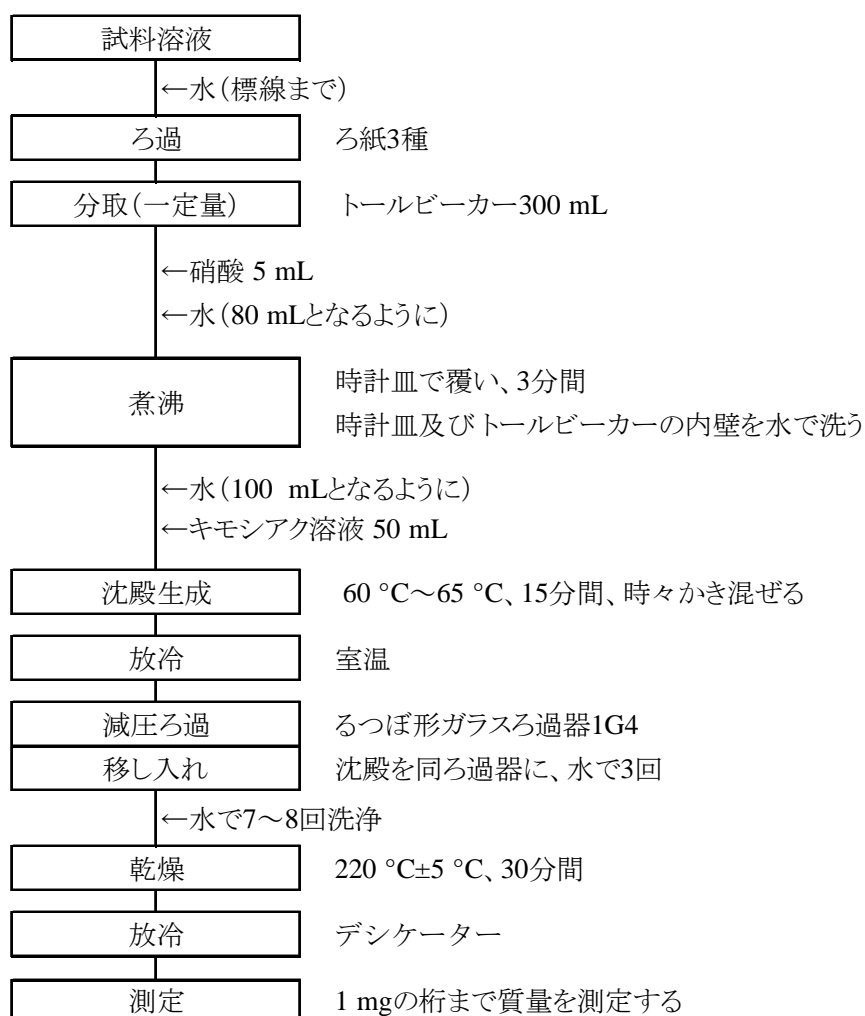 試料溶液
←水（標線まで）
ろ過 ろ紙3種
分取（一定量） トールビーカー300 mL
←硝酸 5 mL
←水（80 mLとなるように）
時計皿で覆い、3分間
煮沸
時計皿及びトールビーカーの内壁を水で洗う
←水（100 mLとなるように）
←キモシアク溶液 50 mL
沈殿生成 60 °C～65 °C、15分間、時々かき混ぜる
放冷 室温
減圧ろ過 るつぼ形ガラスろ過器1G4
移し入れ 沈殿を同ろ過器に、水で3回
←水で7～8回洗浄
乾燥 220 °C±5 °C、30分間
放冷 デシケーター
測定 1 mgの桁まで質量を測定する